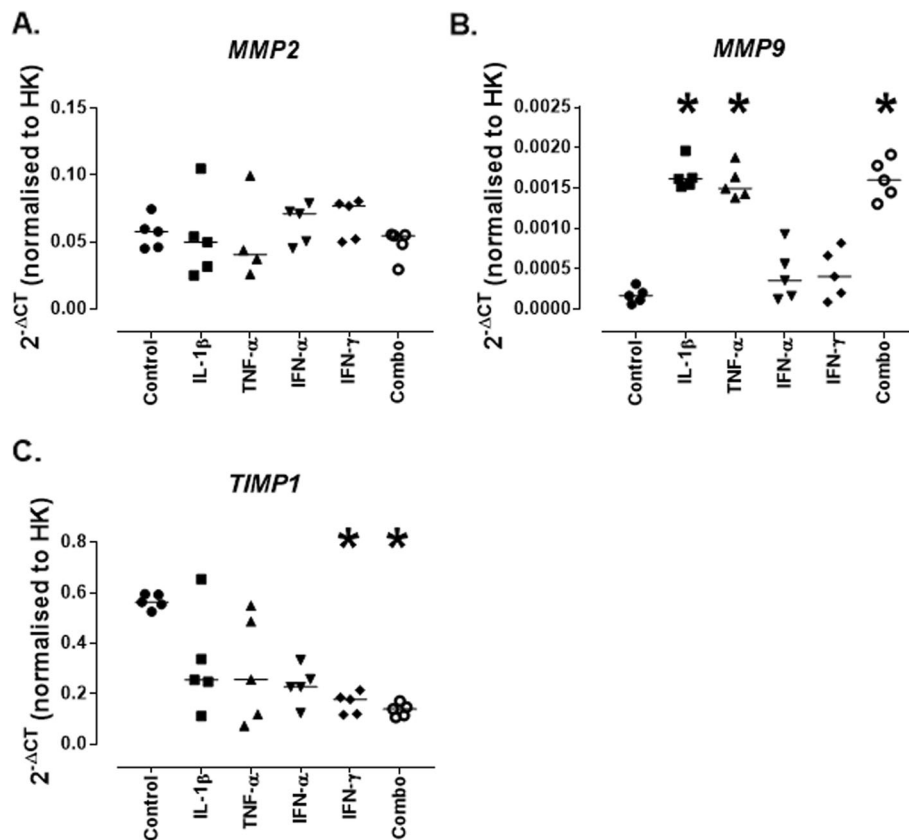 A.
MMP2
2^-ΔCT (normalised to HK)
0.15
0.10
0.05
0.00
Control
IL-1β
TNF-α
IFN-α
IFN-γ
Combo
B.
MMP9
2^-ΔCT (normalised to HK)
0.0025
0.0020
0.0015
0.0010
0.0005
0.0000
* * *
Control
IL-1β
TNF-α
IFN-α
IFN-γ
Combo
C.
TIMP1
2^-ΔCT (normalised to HK)
0.8
0.6
0.4
0.2
0.0
* *
Control
IL-1β
TNF-α
IFN-α
IFN-γ
Combo